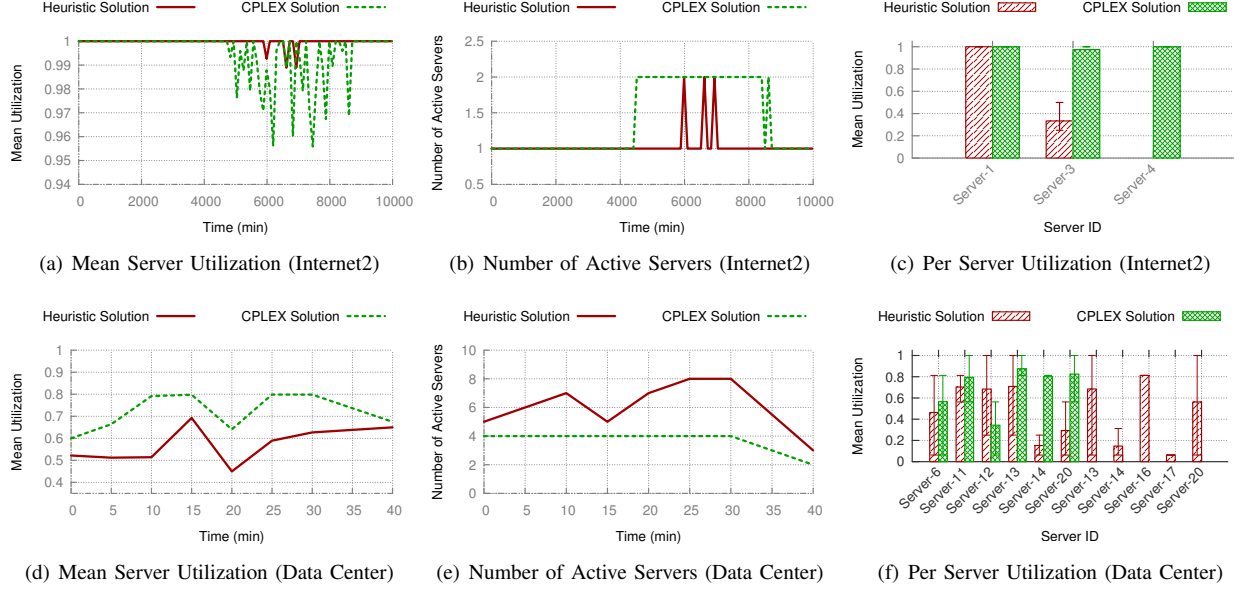 Heuristic Solution CPLEX Solution
Mean Utilization
1
0.99
0.98
0.97
0.96
0.95
0.94
0 2000 4000 6000 8000 10000
Time (min)
(a) Mean Server Utilization (Internet2)
Heuristic Solution CPLEX Solution
Number of Active Servers
2.5
2
1.5
1
0.5
0 2000 4000 6000 8000 10000
Time (min)
(b) Number of Active Servers (Internet2)
Heuristic Solution CPLEX Solution
Mean Utilization
1
0.8
0.6
0.4
0.2
0
Server-1 Server-3 Server-4
Server ID
(c) Per Server Utilization (Internet2)
Heuristic Solution CPLEX Solution
Mean Utilization
1
0.9
0.8
0.7
0.6
0.5
0.4
0 5 10 15 20 25 30 35 40
Time (min)
(d) Mean Server Utilization (Data Center)
Heuristic Solution CPLEX Solution
Number of Active Servers
10
8
6
4
2
0
0 5 10 15 20 25 30 35 40
Time (min)
(e) Number of Active Servers (Data Center)
Heuristic Solution CPLEX Solution
Mean Utilization
1
0.8
0.6
0.4
0.2
0
Server-6 Server-11 Server-12 Server-13 Server-14 Server-20 Server-13 Server-14 Server-16 Server-17 Server-20
Server ID
(f) Per Server Utilization (Data Center)